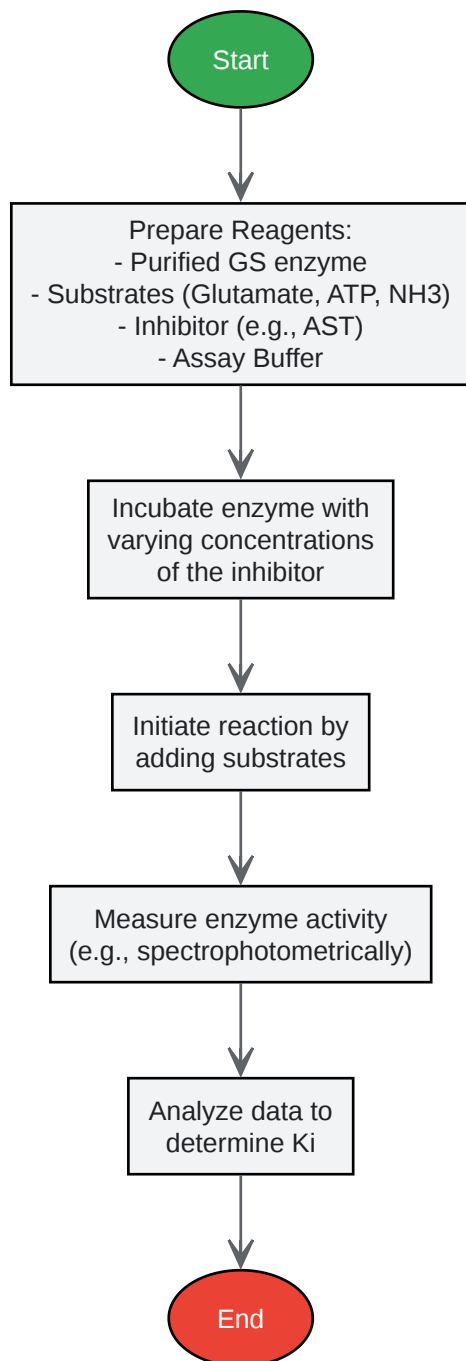 Start
Prepare Reagents:
- Purified GS enzyme
- Substrates (Glutamate, ATP, NH3)
- Inhibitor (e.g., AST)
- Assay Buffer
Incubate enzyme with
varying concentrations
of the inhibitor
Initiate reaction by
adding substrates
Measure enzyme activity
(e.g., spectrophotometrically)
Analyze data to
determine Ki
End